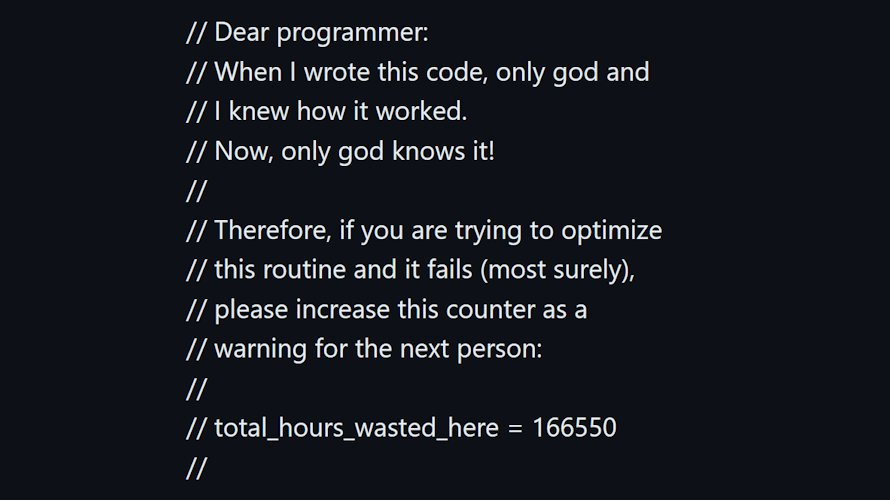 // Dear programmer:
// When I wrote this code, only god and
// I knew how it worked.
// Now, only god knows it!
//
// Therefore, if you are trying to optimize
// this routine and it fails (most surely),
// please increase this counter as a
// warning for the next person:
//
// total_hours_wasted_here = 166550
//